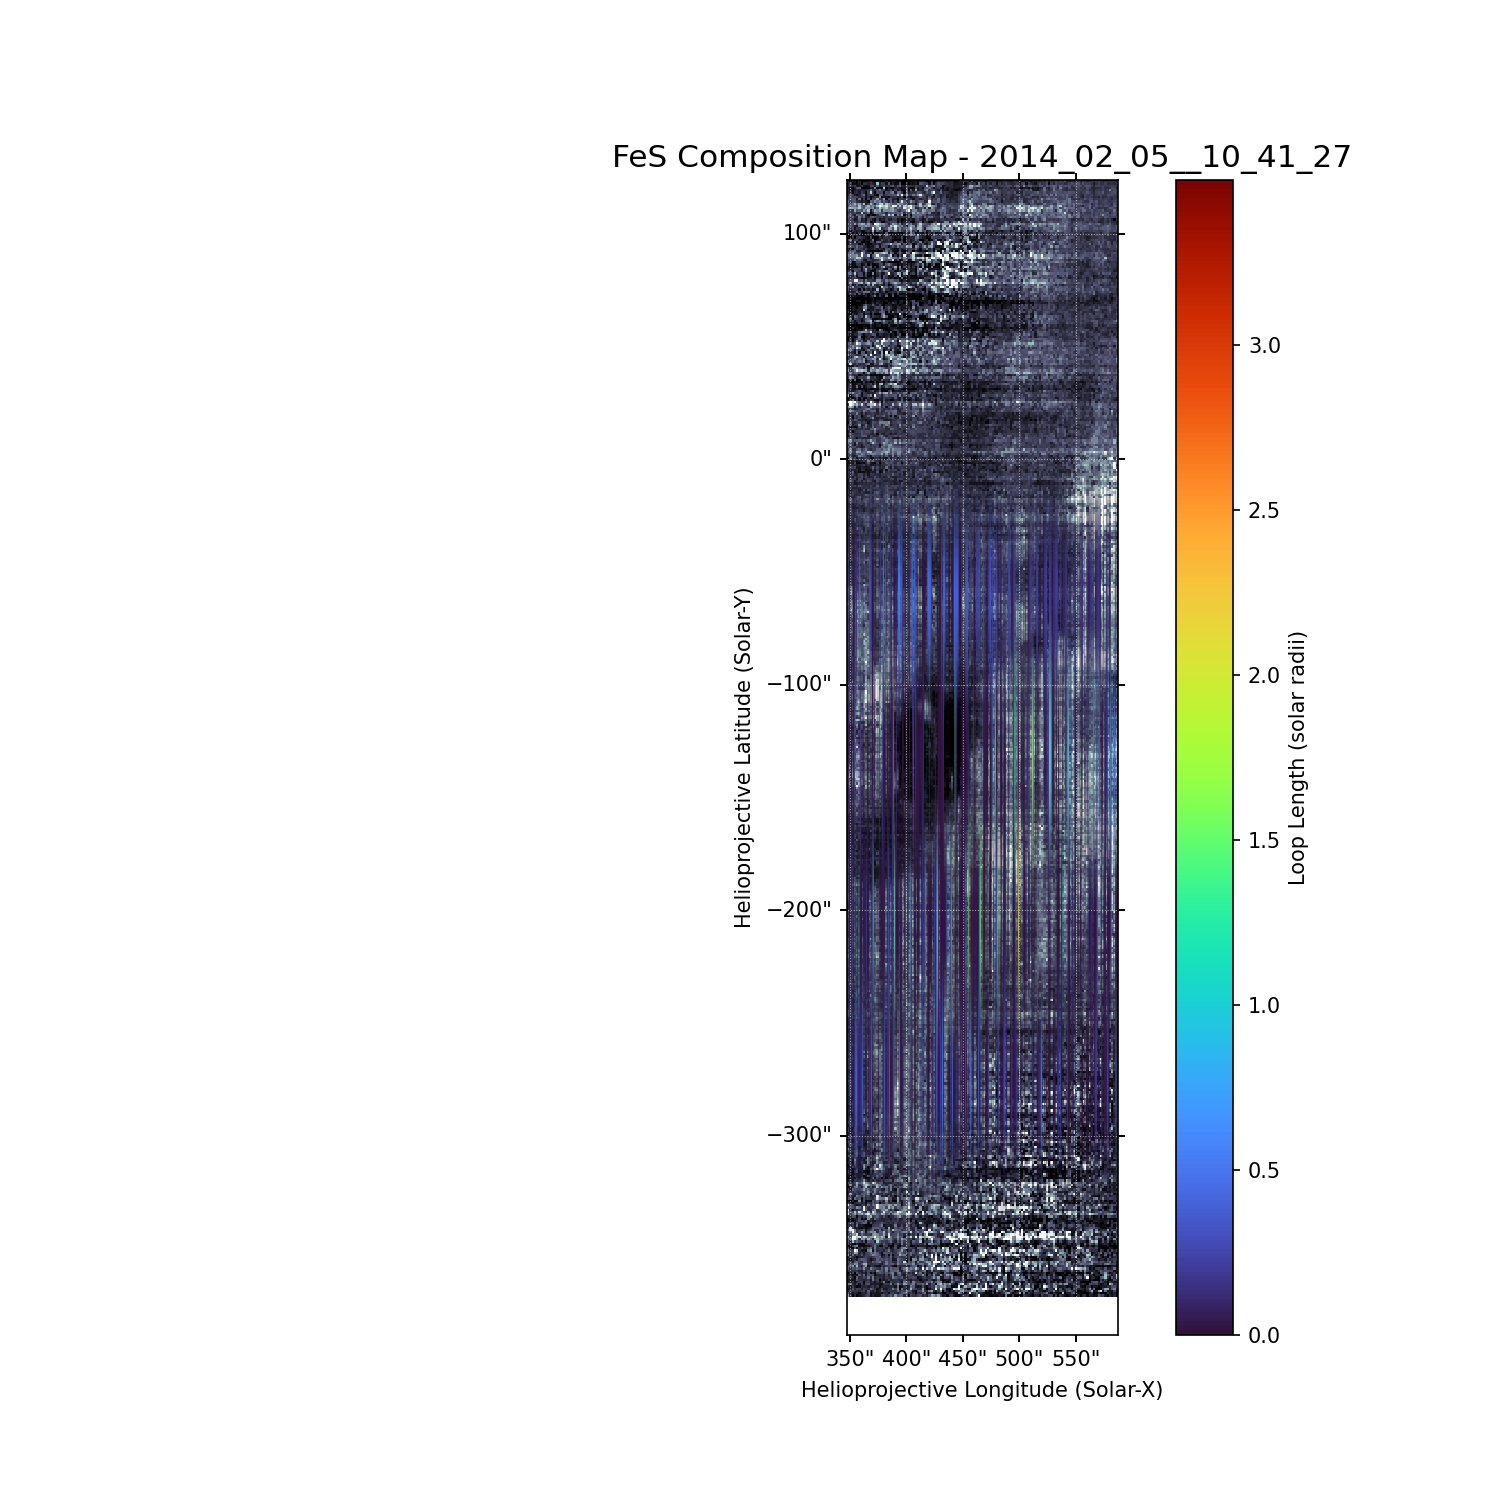 FeS Composition Map - 2014_02_05__10_41_27
100"
0"
−100"
−200"
−300"
Helioprojective Latitude (Solar-Y)
350" 400" 450" 500" 550"
Helioprojective Longitude (Solar-X)
3.0
2.5
2.0
1.5
1.0
0.5
0.0
Loop Length (solar radii)